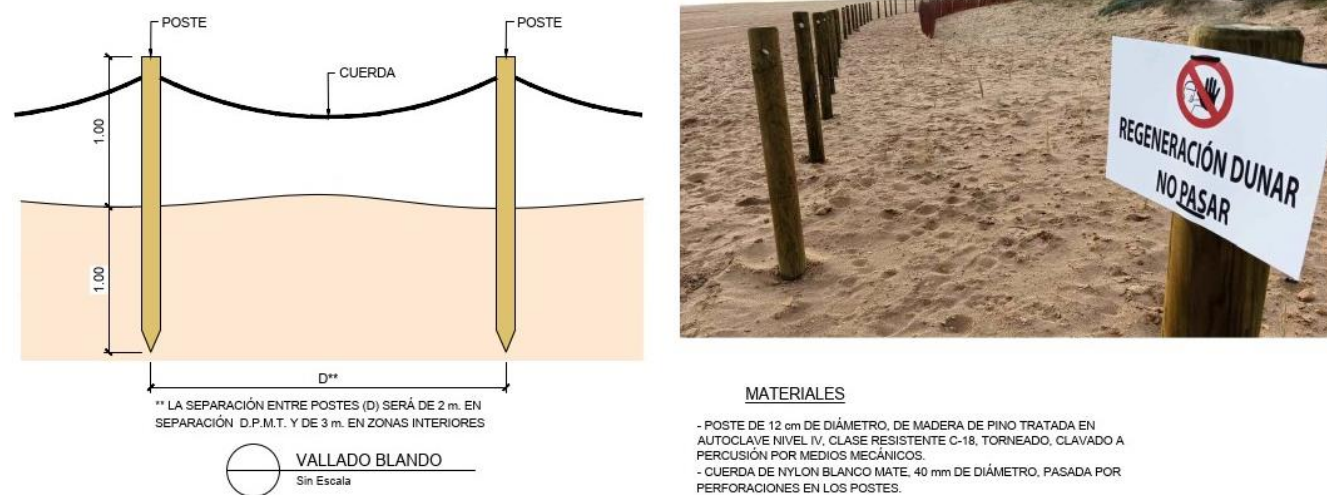 POSTE
POSTE
CUERDA
1.00
1.00
D**
** LA SEPARACIÓN ENTRE POSTES (D) SERÁ DE 2 m. EN
SEPARACIÓN D.P.M.T. Y DE 3 m. EN ZONAS INTERIORES
VALLADO BLANDO
Sin Escala
REGENERACIÓN DUNAR
NO PASAR
MATERIALES
- POSTE DE 12 cm DE DIÁMETRO, DE MADERA DE PINO TRATADA EN
AUTOCLAVE NIVEL IV, CLASE RESISTENTE C-18, TORNEADO, CLAVADO A
PERCUSIÓN POR MEDIOS MECÁNICOS.
- CUERDA DE NYLON BLANCO MATE, 40 mm DE DIÁMETRO, PASADA POR
PERFORACIONES EN LOS POSTES.